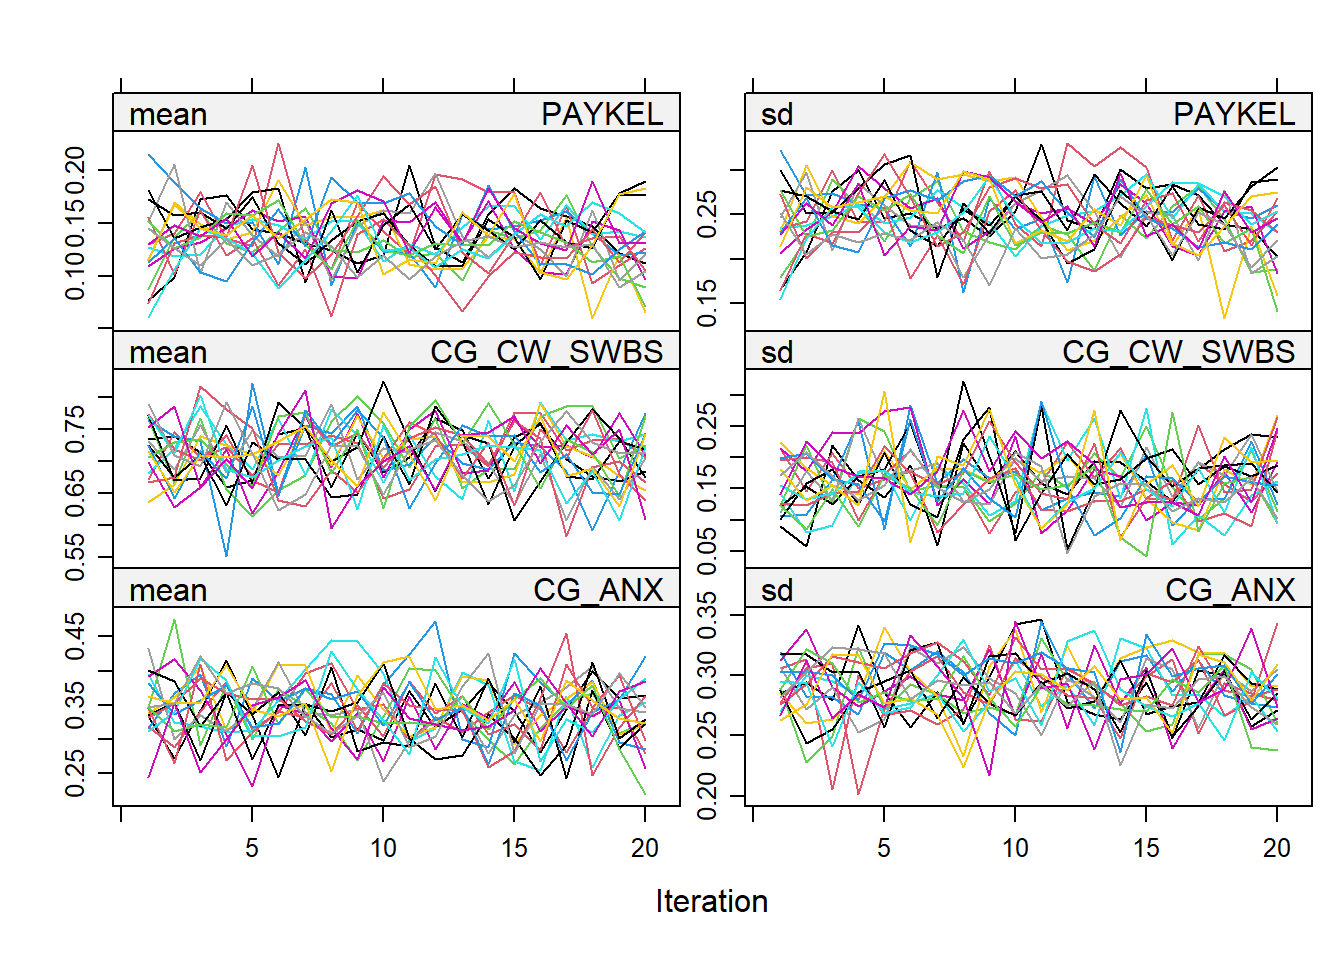 mean PAYKEL
sd PAYKEL
0.10 0.15 0.20
0.15 0.25
mean CG_CW_SWBS
sd CG_CW_SWBS
0.55 0.65 0.75
0.05 0.15 0.25
mean CG_ANX
sd CG_ANX
0.25 0.35 0.45
0.20 0.25 0.30 0.35
5 10 15 20
5 10 15 20
Iteration